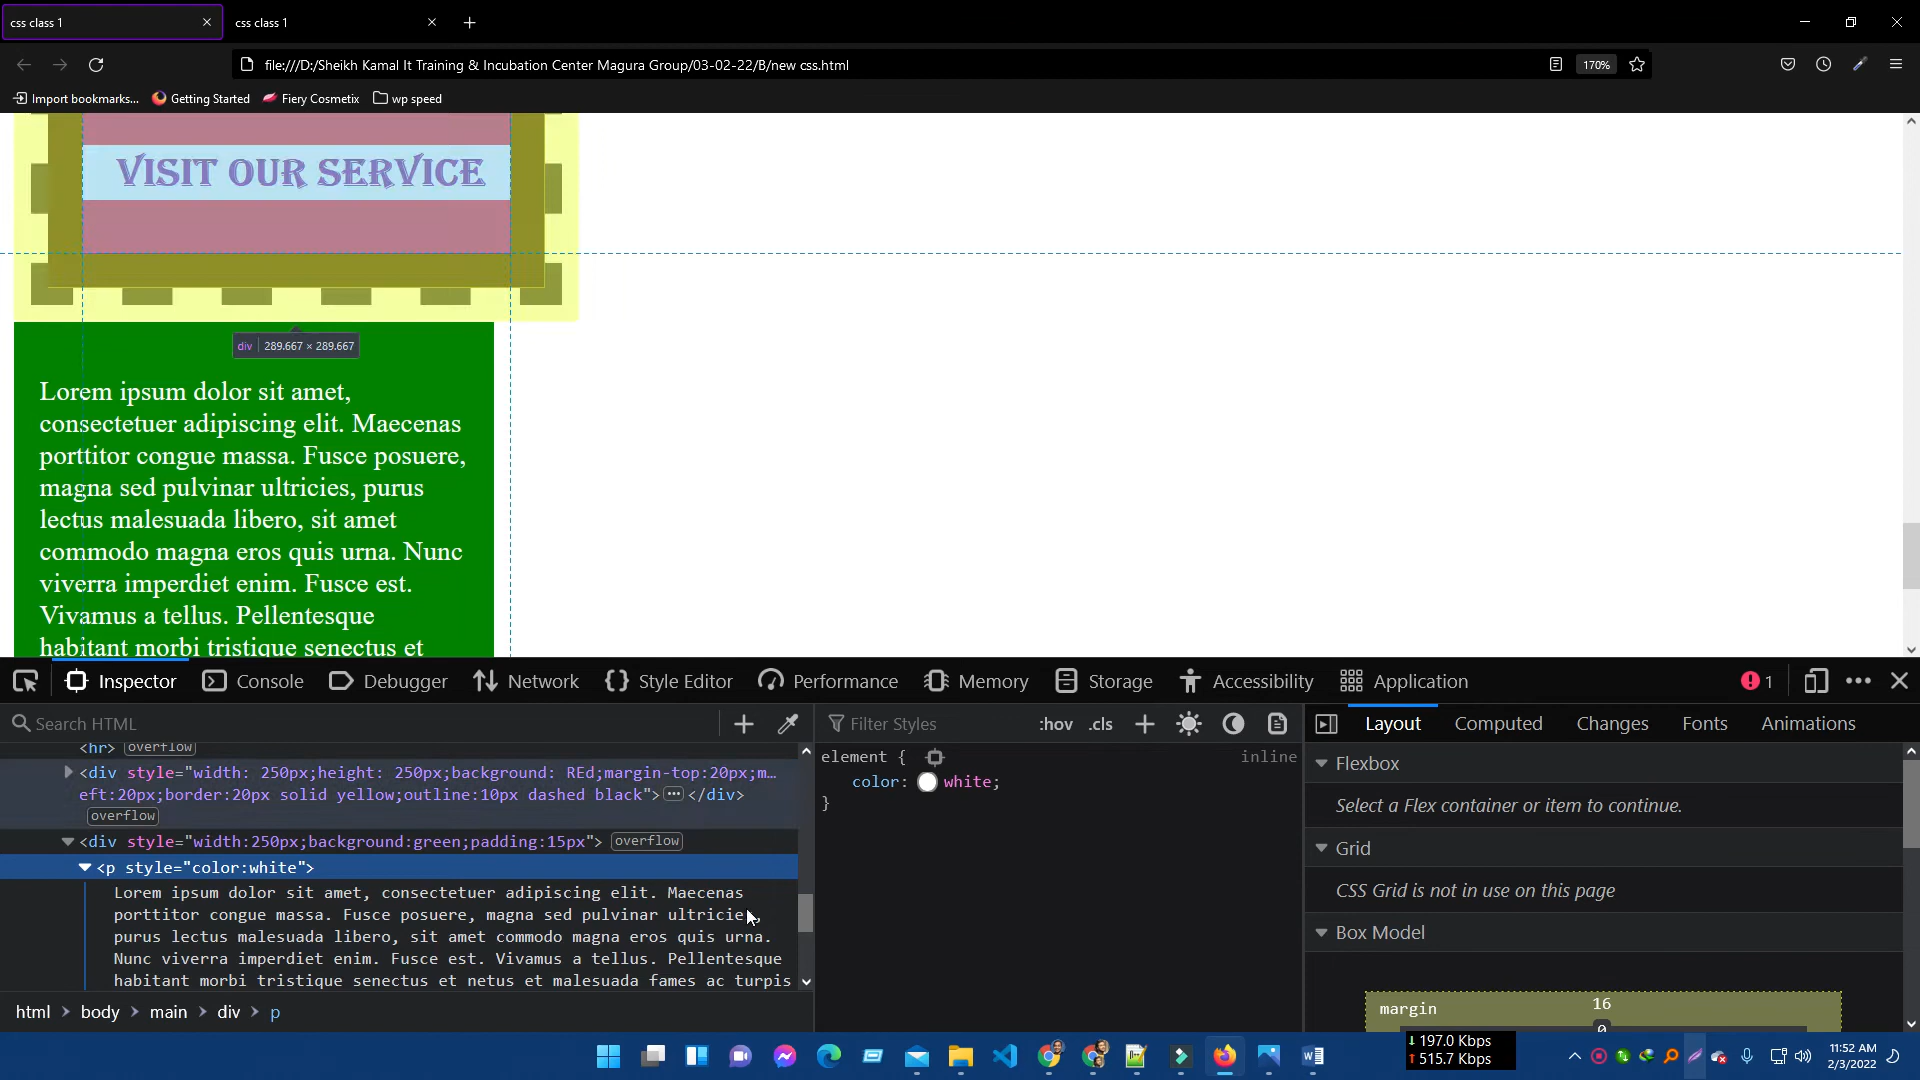 css class 1
css class 1
file:///D:/Sheikh Kamal It Training & Incubation Center Magura Group/03-02-22/B/new css.html
170%
Import bookmarks...
Getting Started
Fiery Cosmetix
wp speed
VISIT OUR SERVICE
div 289.667 × 289.667
Lorem ipsum dolor sit amet,
consectetuer adipiscing elit. Maecenas
porttitor congue massa. Fusce posuere,
magna sed pulvinar ultricies, purus
lectus malesuada libero, sit amet
commodo magna eros quis urna. Nunc
viverra imperdiet enim. Fusce est.
Vivamus a tellus. Pellentesque
habitant morbi tristique senectus et
Inspector
Console
Debugger
Network
Style Editor
Performance
Memory
Storage
Accessibility
Application
1
Search HTML
<hr> overflow
<div style="width: 250px;height: 250px;background: REd;margin-top:20px;m…
eft:20px;border:20px solid yellow;outline:10px dashed black"> ••• </div>
overflow
<div style="width:250px;background:green;padding:15px"> overflow
<p style="color:white">
Lorem ipsum dolor sit amet, consectetuer adipiscing elit. Maecenas
porttitor congue massa. Fusce posuere, magna sed pulvinar ultricies,
purus lectus malesuada libero, sit amet commodo magna eros quis urna.
Nunc viverra imperdiet enim. Fusce est. Vivamus a tellus. Pellentesque
habitant morbi tristique senectus et netus et malesuada fames ac turpis
html > body > main > div > p
Filter Styles
:hov .cls
element { inline
color: white;
}
Layout
Computed
Changes
Fonts
Animations
Flexbox
Select a Flex container or item to continue.
Grid
CSS Grid is not in use on this page
Box Model
margin 16
0
197.0 Kbps
515.7 Kbps
11:52 AM
2/3/2022